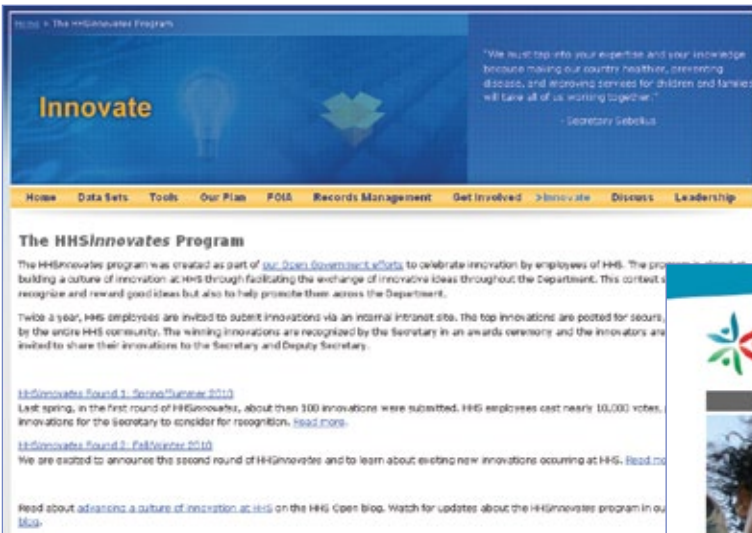 Home > The HHSinnovates Program
"We must tap into your expertise and your knowledge
because making our country healthier, preventing
disease, and improving services for children and families
will take all of us working together."
- Secretary Sebelius
Innovate
Home Data Sets Tools Our Plan FOIA Records Management Get Involved >Innovate Discuss Leadership
The HHSinnovates Program
The HHSinnovates program was created as part of our Open Government efforts to celebrate innovation by employees of HHS. The
building a culture of innovation at HHS through facilitating the exchange of innovative ideas throughout the Department. This contest
recognize and reward good ideas but also to help promote them across the Department.
Twice a year, HHS employees are invited to submit innovations via an internal intranet site. The top innovations are posted for secure,
by the entire HHS community. The winning innovations are recognized by the Secretary in an awards ceremony and the innovators are
invited to share their innovations to the Secretary and Deputy Secretary.
HHSinnovates Round 1: Spring/Summer 2010
Last spring, in the first round of HHSinnovates, about than 100 innovations were submitted. HHS employees cast nearly 10,000 votes,
innovations for the Secretary to consider for recognition. Read more.
HHSinnovates Round 2: Fall/Winter 2010
We are excited to announce the second round of HHSinnovates and to learn about exciting new innovations occurring at HHS. Read
Read about advancing a culture of innovation at HHS on the HHS Open blog. Watch for updates about the HHSinnovates program in
blog.